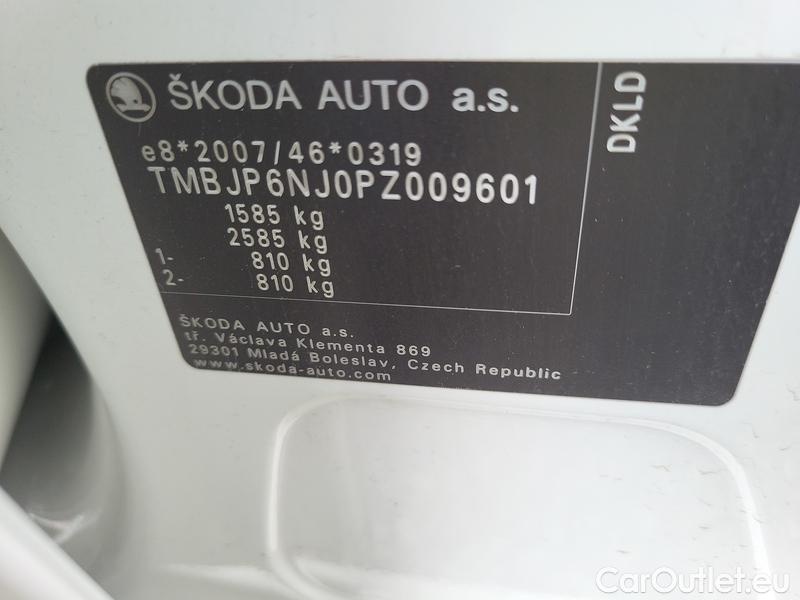 ŠKODA AUTO a.s.
DKLD
e8*2007/46*0319
TMBJP6NJ0PZ009601
1585 kg
2585 kg
1- 810 kg
2- 810 kg
ŠKODA AUTO a.s.
tř. Václava Klementa 869
29301 Mladá Boleslav, Czech Republic
www.skoda-auto.com
CarOutlet.eu